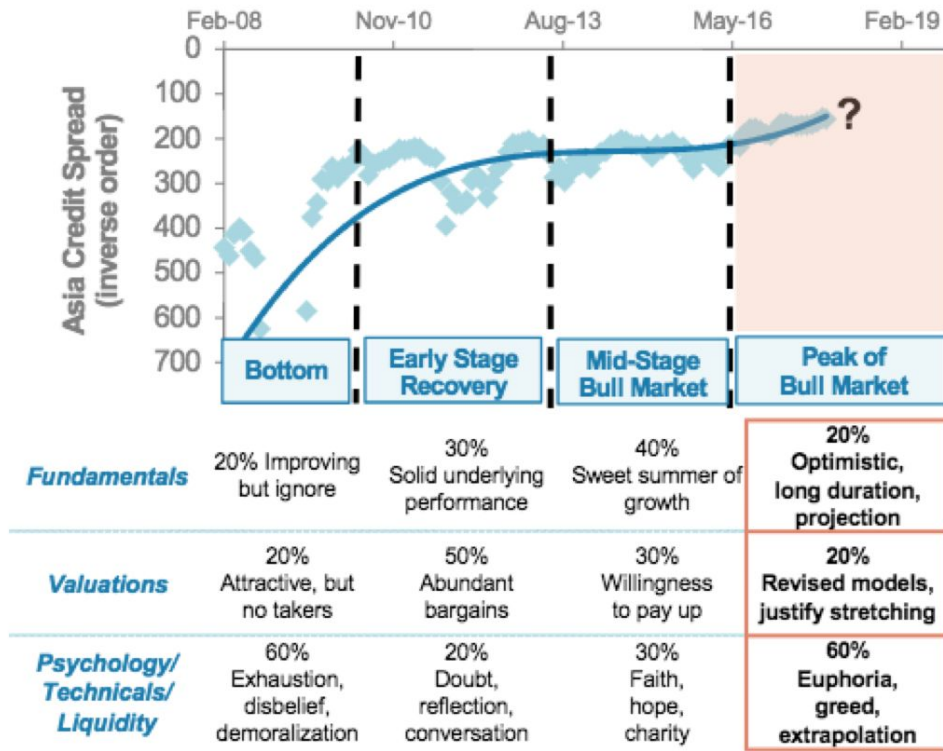 Feb-08 Nov-10 Aug-13 May-16 Feb-19
Asia Credit Spread
(inverse order)
0
100
200
300
400
500
600
700
?
Bottom
Early Stage
Recovery
Mid-Stage
Bull Market
Peak of
Bull Market
Fundamentals
20% Improving
but ignore
30%
Solid underlying
performance
40%
Sweet summer of
growth
20%
Optimistic,
long duration,
projection
Valuations
20%
Attractive, but
no takers
50%
Abundant
bargains
30%
Willingness
to pay up
20%
Revised models,
justify stretching
Psychology/
Technicals/
Liquidity
60%
Exhaustion,
disbelief,
demoralization
20%
Doubt,
reflection,
conversation
30%
Faith,
hope,
charity
60%
Euphoria,
greed,
extrapolation